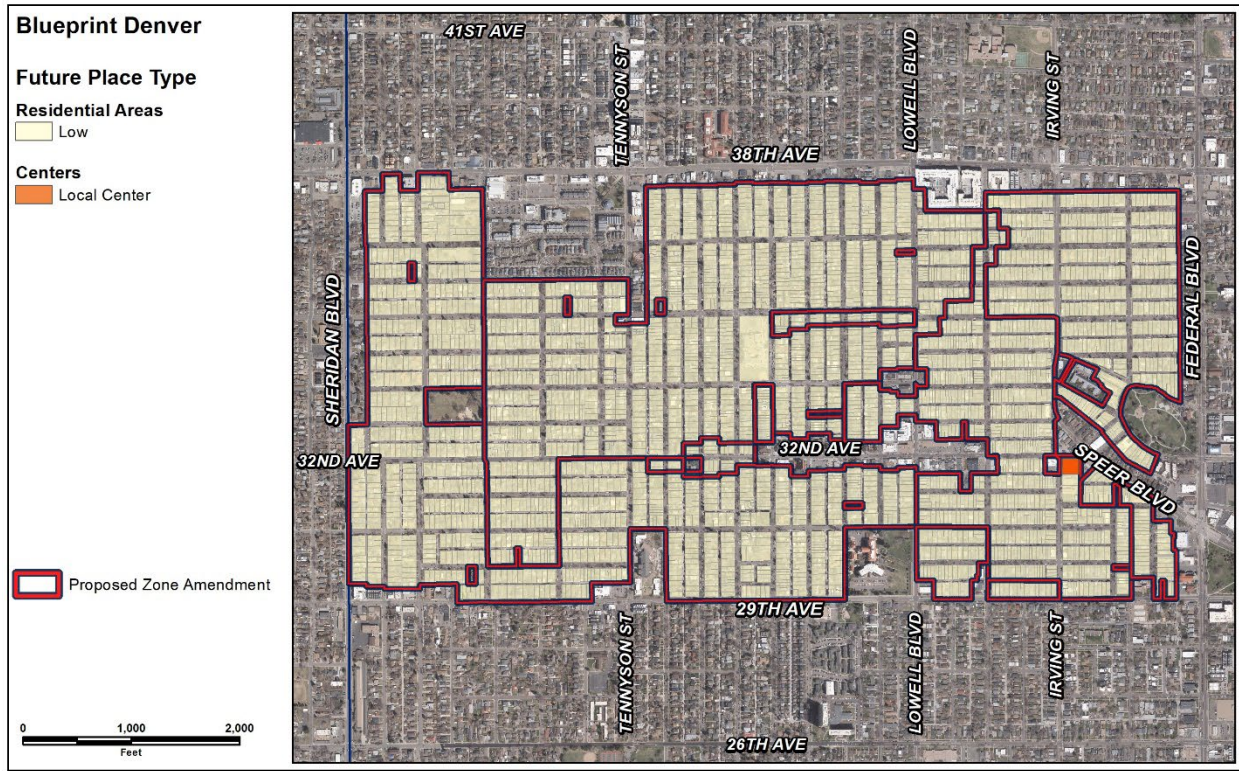 Blueprint Denver
Future Place Type
Residential Areas
Low
Centers
Local Center
Proposed Zone Amendment
0 1,000 2,000
Feet
41ST AVE
TENNYSON ST
LOWELL BLVD
IRVING ST
38TH AVE
SHERIDAN BLVD
FEDERAL BLVD
32ND AVE
32ND AVE
SPEER BLVD
29TH AVE
TENNYSON ST
LOWELL BLVD
IRVING ST
26TH AVE